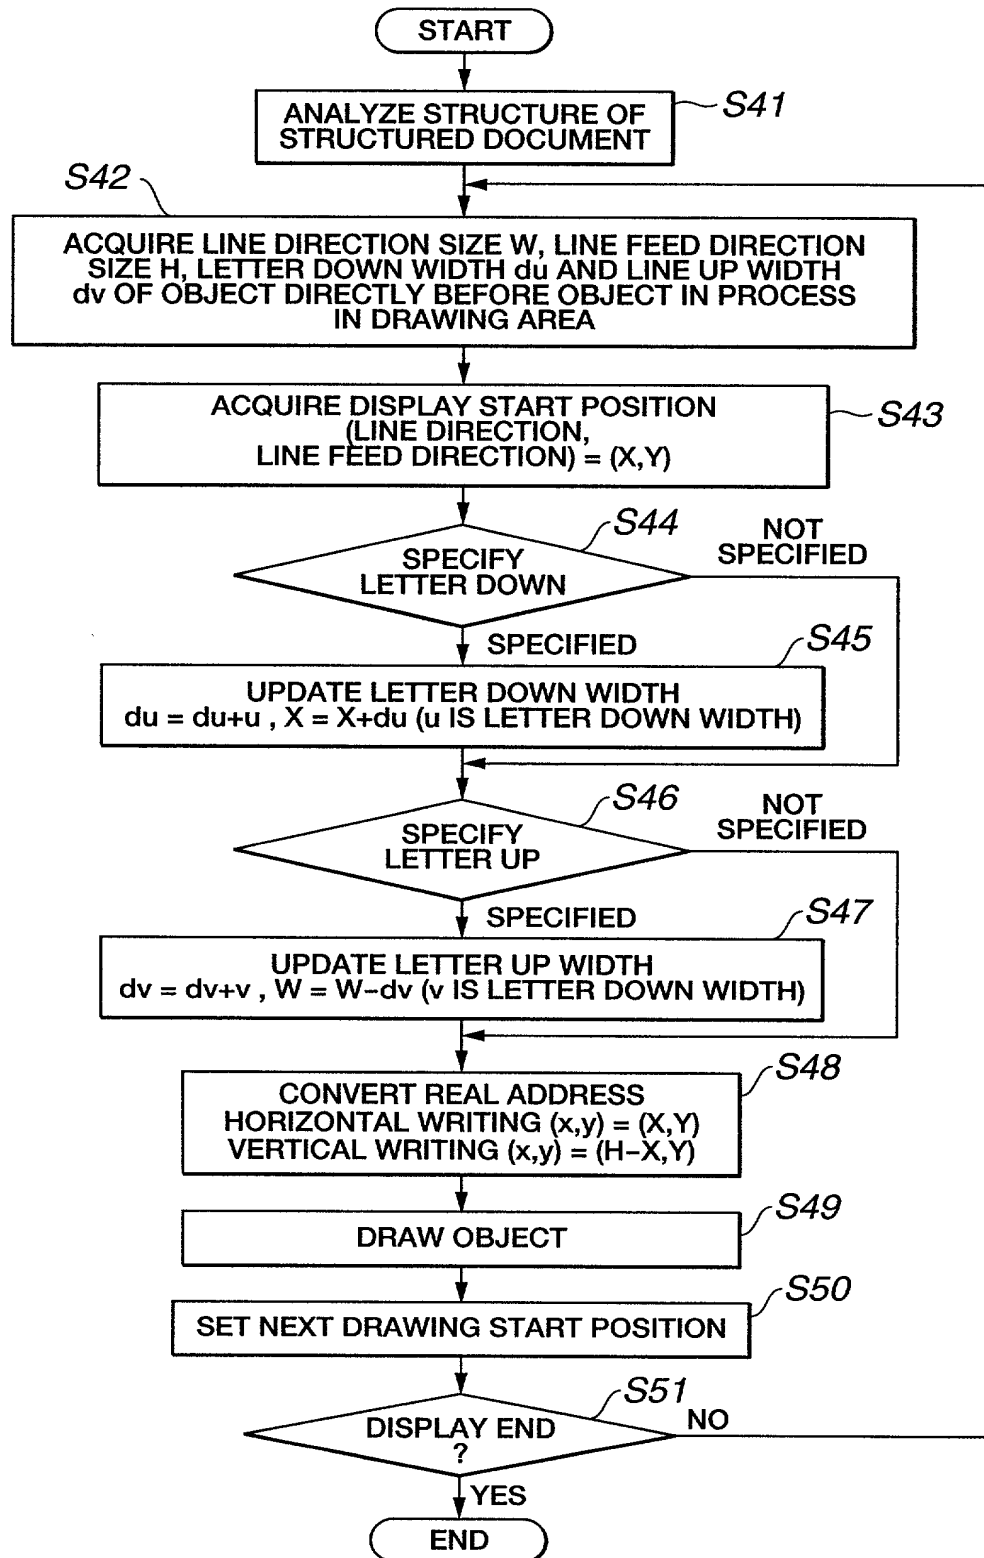 START
S41
ANALYZE STRUCTURE OF
STRUCTURED DOCUMENT
S42
ACQUIRE LINE DIRECTION SIZE W, LINE FEED DIRECTION
SIZE H, LETTER DOWN WIDTH du AND LINE UP WIDTH
dv OF OBJECT DIRECTLY BEFORE OBJECT IN PROCESS
IN DRAWING AREA
S43
ACQUIRE DISPLAY START POSITION
(LINE DIRECTION,
LINE FEED DIRECTION) = (X,Y)
S44
NOT
SPECIFIED
SPECIFY
LETTER DOWN
SPECIFIED
S45
UPDATE LETTER DOWN WIDTH
du = du+u , X = X+du (u IS LETTER DOWN WIDTH)
S46
NOT
SPECIFIED
SPECIFY
LETTER UP
SPECIFIED
S47
UPDATE LETTER UP WIDTH
dv = dv+v , W = W-dv (v IS LETTER DOWN WIDTH)
S48
CONVERT REAL ADDRESS
HORIZONTAL WRITING (x,y) = (X,Y)
VERTICAL WRITING (x,y) = (H-X,Y)
S49
DRAW OBJECT
S50
SET NEXT DRAWING START POSITION
S51
DISPLAY END
?
NO
YES
END